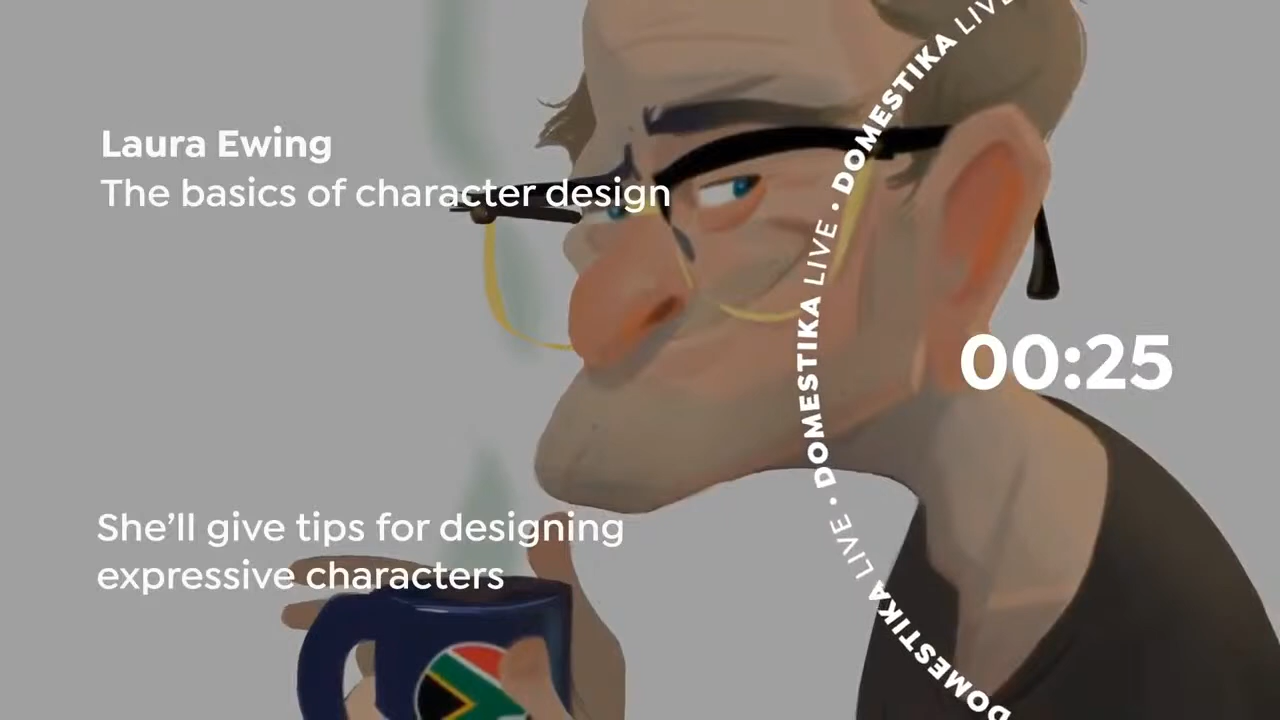 Laura Ewing
The basics of character design
She’ll give tips for designing
expressive characters
DOMESTIKA LIVE • DOMESTIKA LIVE • DOMESTIKA LIVE • DOMESTIKA
00:25